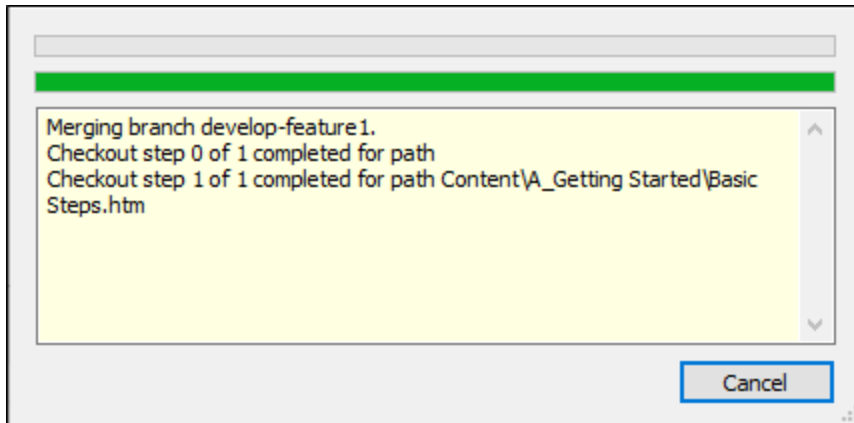 Merging branch develop-feature1.
Checkout step 0 of 1 completed for path
Checkout step 1 of 1 completed for path Content\A_Getting Started\Basic
Steps.htm
Cancel